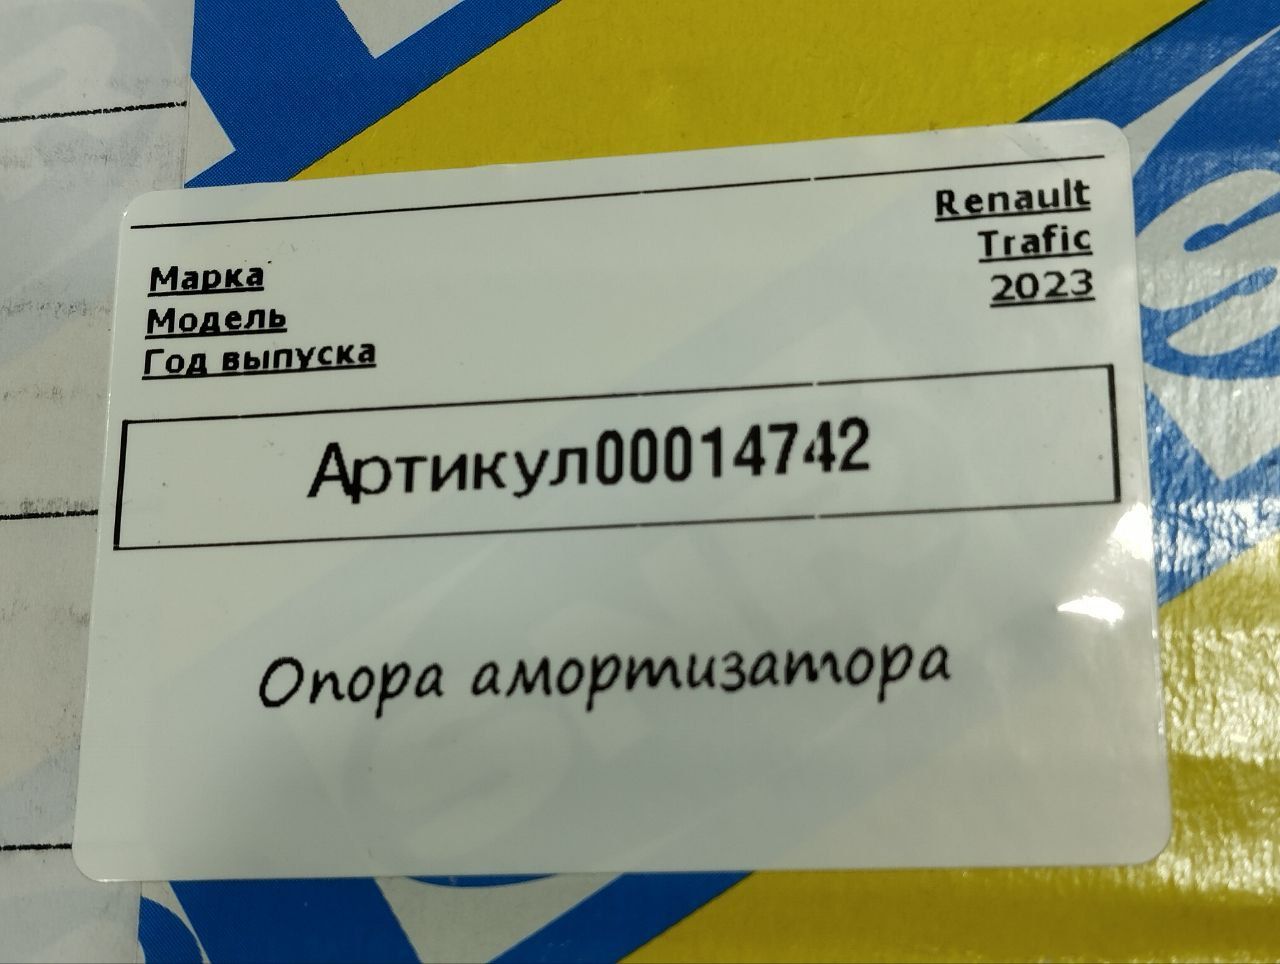 Марка Renault
Модель Trafic
Год выпуска 2023
Артикул00014742
Опора амортизатора